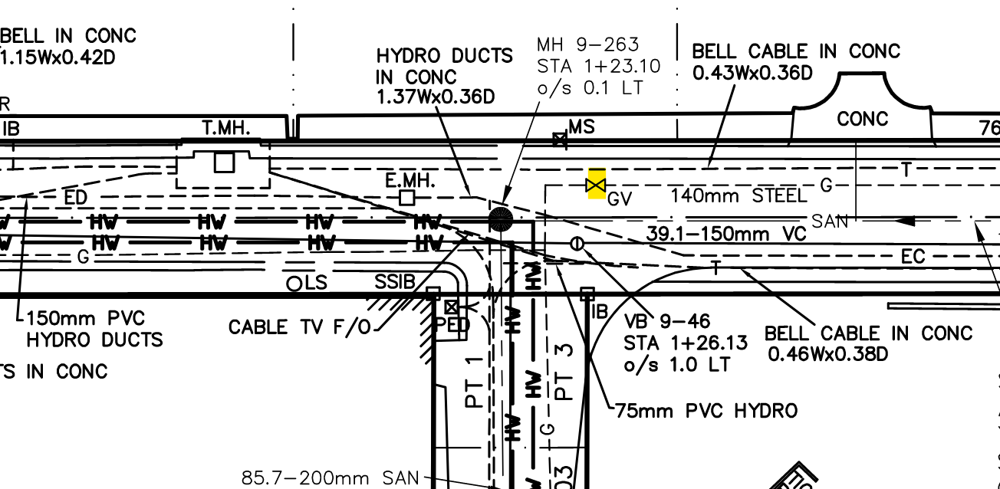 BELL IN CONC
1.15Wx0.42D
HYDRO DUCTS
IN CONC
1.37Wx0.36D
MH 9-263
STA 1+23.10
o/s 0.1 LT
BELL CABLE IN CONC
0.43Wx0.36D
R
IB
T.MH.
MS
CONC
76
T
E.MH.
ED
GV
G
140mm STEEL
HW
HW
HW
HW
SAN
39.1-150mm VC
HW
HW
HW
HW
G
EC
T
LS
SSIB
HW
PED
IB
150mm PVC
HYDRO DUCTS
CABLE TV F/O
HW
VB 9-46
STA 1+26.13
o/s 1.0 LT
BELL CABLE IN CONC
0.46Wx0.38D
TS IN CONC
PT 1
HW
PT 3
75mm PVC HYDRO
HW
G
85.7-200mm SAN
HW
03